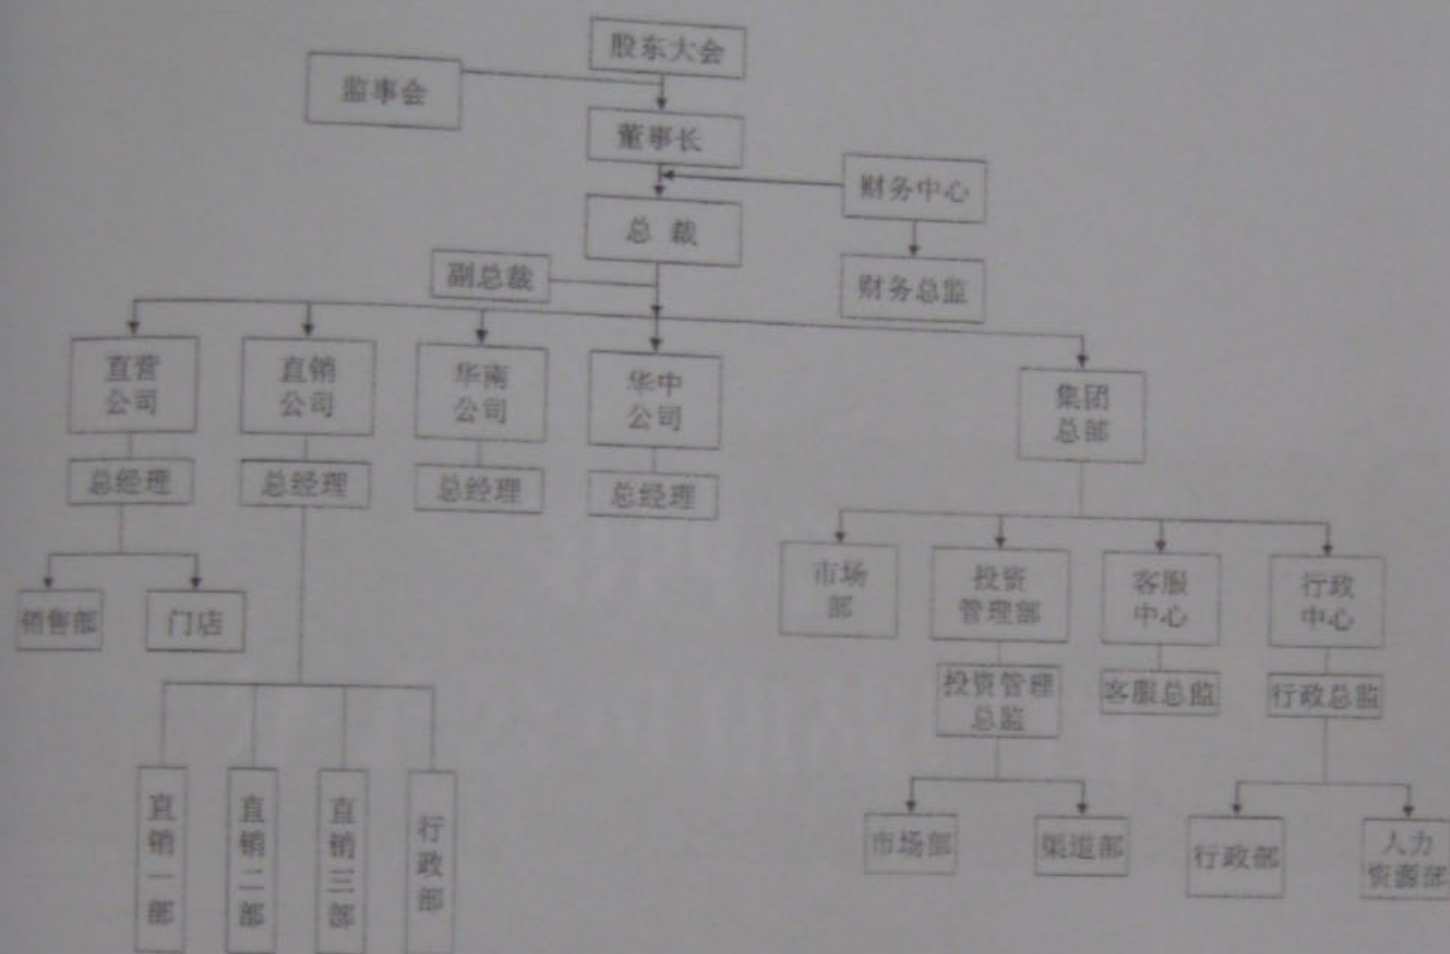 股东大会
监事会
董事长
财务中心
总 裁
副总裁
财务总监
直营
公司
直销
公司
华南
公司
华中
公司
集团
总部
总经理
总经理
总经理
总经理
市场
部
投资
管理部
客服
中心
行政
中心
销售部
门店
投资管理
总监
客服总监
行政总监
直销一部
直销二部
直销三部
行政部
市场部
渠道部
行政部
人力
资源部